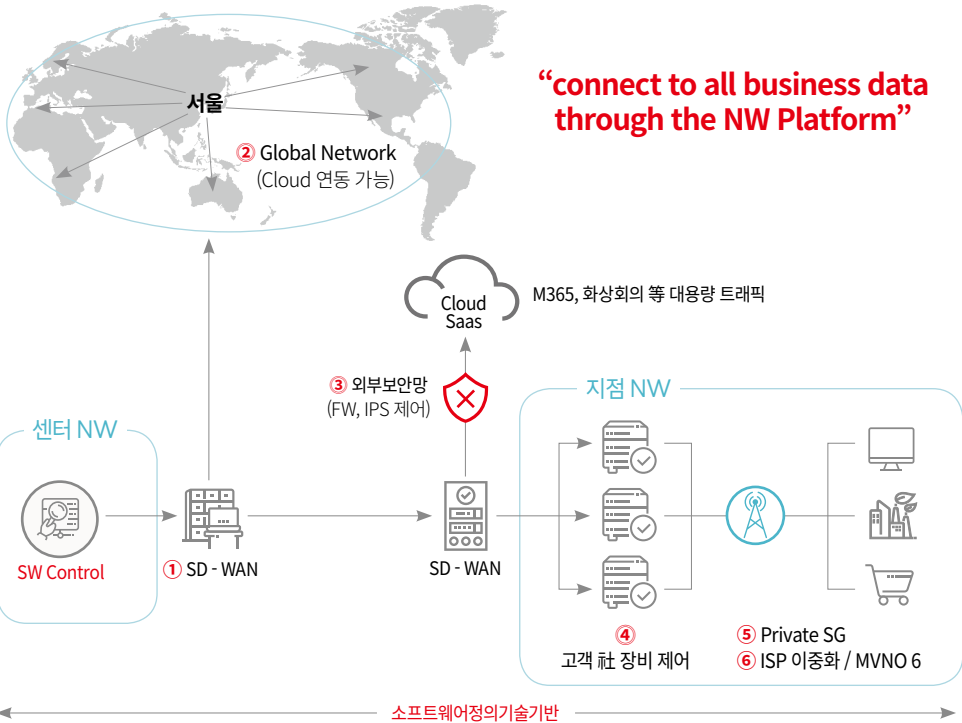 “connect to all business data
through the NW Platform”
서울
② Global Network
(Cloud 연동 가능)
Cloud
Saas
M365, 화상회의 等 대용량 트래픽
③ 외부보안망
(FW, IPS 제어)
지점 NW
센터 NW
SW Control
① SD - WAN
SD - WAN
④
고객 社 장비 제어
⑤ Private SG
⑥ ISP 이중화 / MVNO 6
소프트웨어정의기술기반